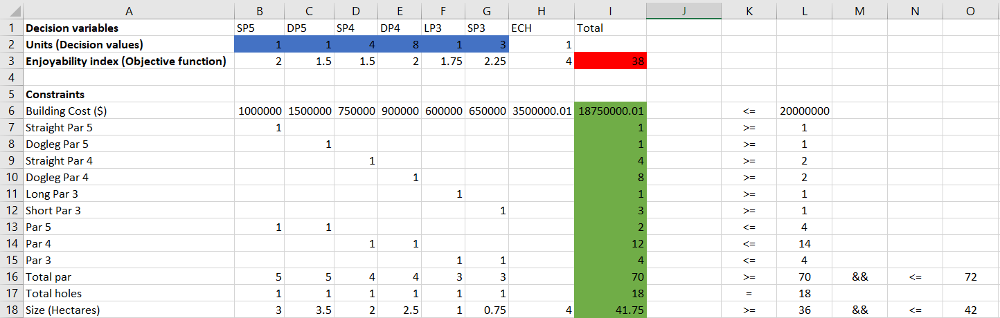 A B C D E F G H I J K L M N O
1 Decision variables SP5 DP5 SP4 DP4 LP3 SP3 ECH Total
2 Units (Decision values) 1 1 4 8 1 3 1
3 Enjoyability index (Objective function) 2 1.5 1.5 2 1.75 2.25 4 38
4
5 Constraints
6 Building Cost ($) 1000000 1500000 750000 900000 600000 650000 3500000.01 18750000.01 <= 20000000
7 Straight Par 5 1 1 >= 1
8 Dogleg Par 5 1 1 >= 1
9 Straight Par 4 1 4 >= 2
10 Dogleg Par 4 1 8 >= 2
11 Long Par 3 1 1 >= 1
12 Short Par 3 1 3 >= 1
13 Par 5 1 1 2 <= 4
14 Par 4 1 1 12 <= 14
15 Par 3 1 1 4 <= 4
16 Total par 5 5 4 4 3 3 70 >= 70 && <= 72
17 Total holes 1 1 1 1 1 1 18 = 18
18 Size (Hectares) 3 3.5 2 2.5 1 0.75 4 41.75 >= 36 && <= 42